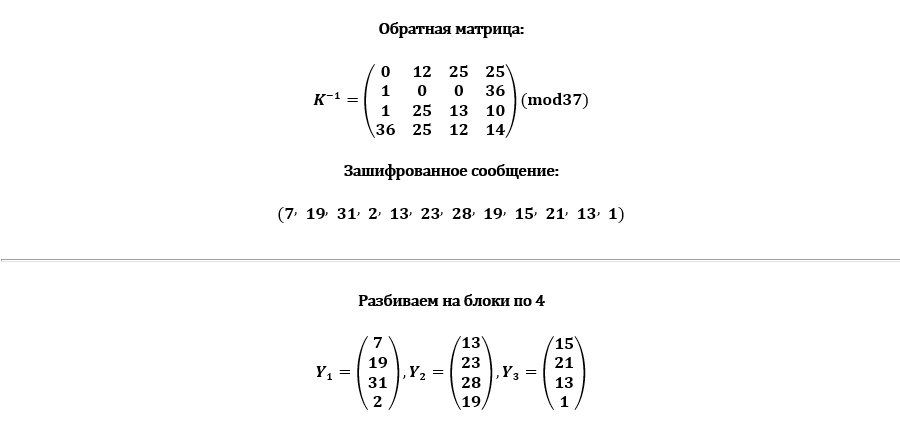 Обратная матрица:
0 12 25 25
1 0 0 36
K⁻¹ = (mod37)
1 25 13 10
36 25 12 14
Зашифрованное сообщение:
(7, 19, 31, 2, 13, 23, 28, 19, 15, 21, 13, 1)
Разбиваем на блоки по 4
7 13 15
19 23 21
Y₁ = , Y₂ = , Y₃ =
31 28 13
2 19 1